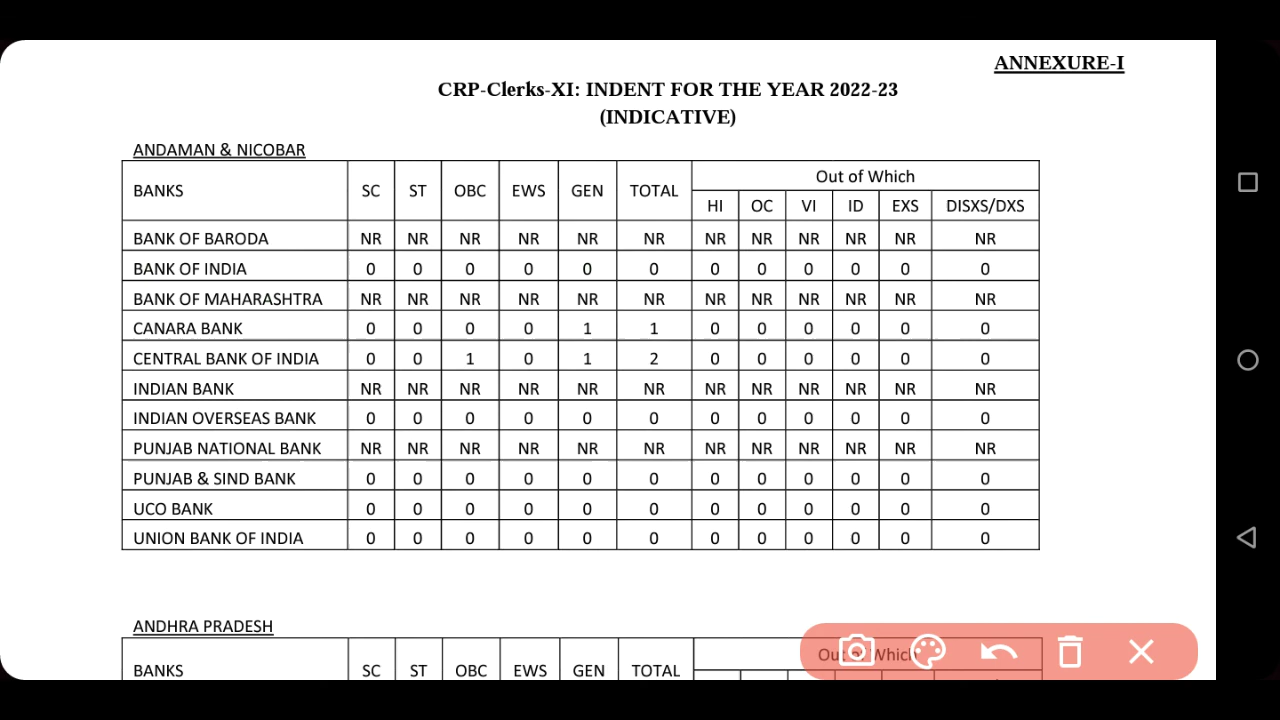 ANNEXURE-I
CRP-Clerks-XI: INDENT FOR THE YEAR 2022-23
(INDICATIVE)
ANDAMAN & NICOBAR
BANKS SC ST OBC EWS GEN TOTAL Out of Which
HI OC VI ID EXS DISXS/DXS
BANK OF BARODA NR NR NR NR NR NR NR NR NR NR NR NR
BANK OF INDIA 0 0 0 0 0 0 0 0 0 0 0 0
BANK OF MAHARASHTRA NR NR NR NR NR NR NR NR NR NR NR NR
CANARA BANK 0 0 0 0 1 1 0 0 0 0 0 0
CENTRAL BANK OF INDIA 0 0 1 0 1 2 0 0 0 0 0 0
INDIAN BANK NR NR NR NR NR NR NR NR NR NR NR NR
INDIAN OVERSEAS BANK 0 0 0 0 0 0 0 0 0 0 0 0
PUNJAB NATIONAL BANK NR NR NR NR NR NR NR NR NR NR NR NR
PUNJAB & SIND BANK 0 0 0 0 0 0 0 0 0 0 0 0
UCO BANK 0 0 0 0 0 0 0 0 0 0 0 0
UNION BANK OF INDIA 0 0 0 0 0 0 0 0 0 0 0 0
ANDHRA PRADESH
BANKS SC ST OBC EWS GEN TOTAL Out of Which